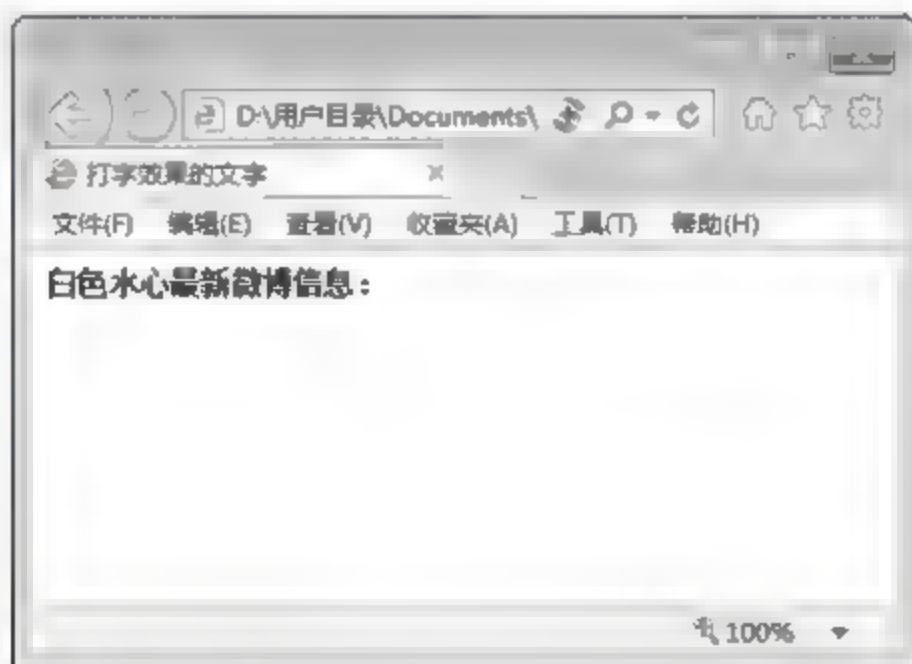 D:\用户目录\Documents\
打字效果的文字
文件(F) 编辑(E) 查看(V) 收藏夹(A) 工具(T) 帮助(H)
白色水心最新微博信息：
100%